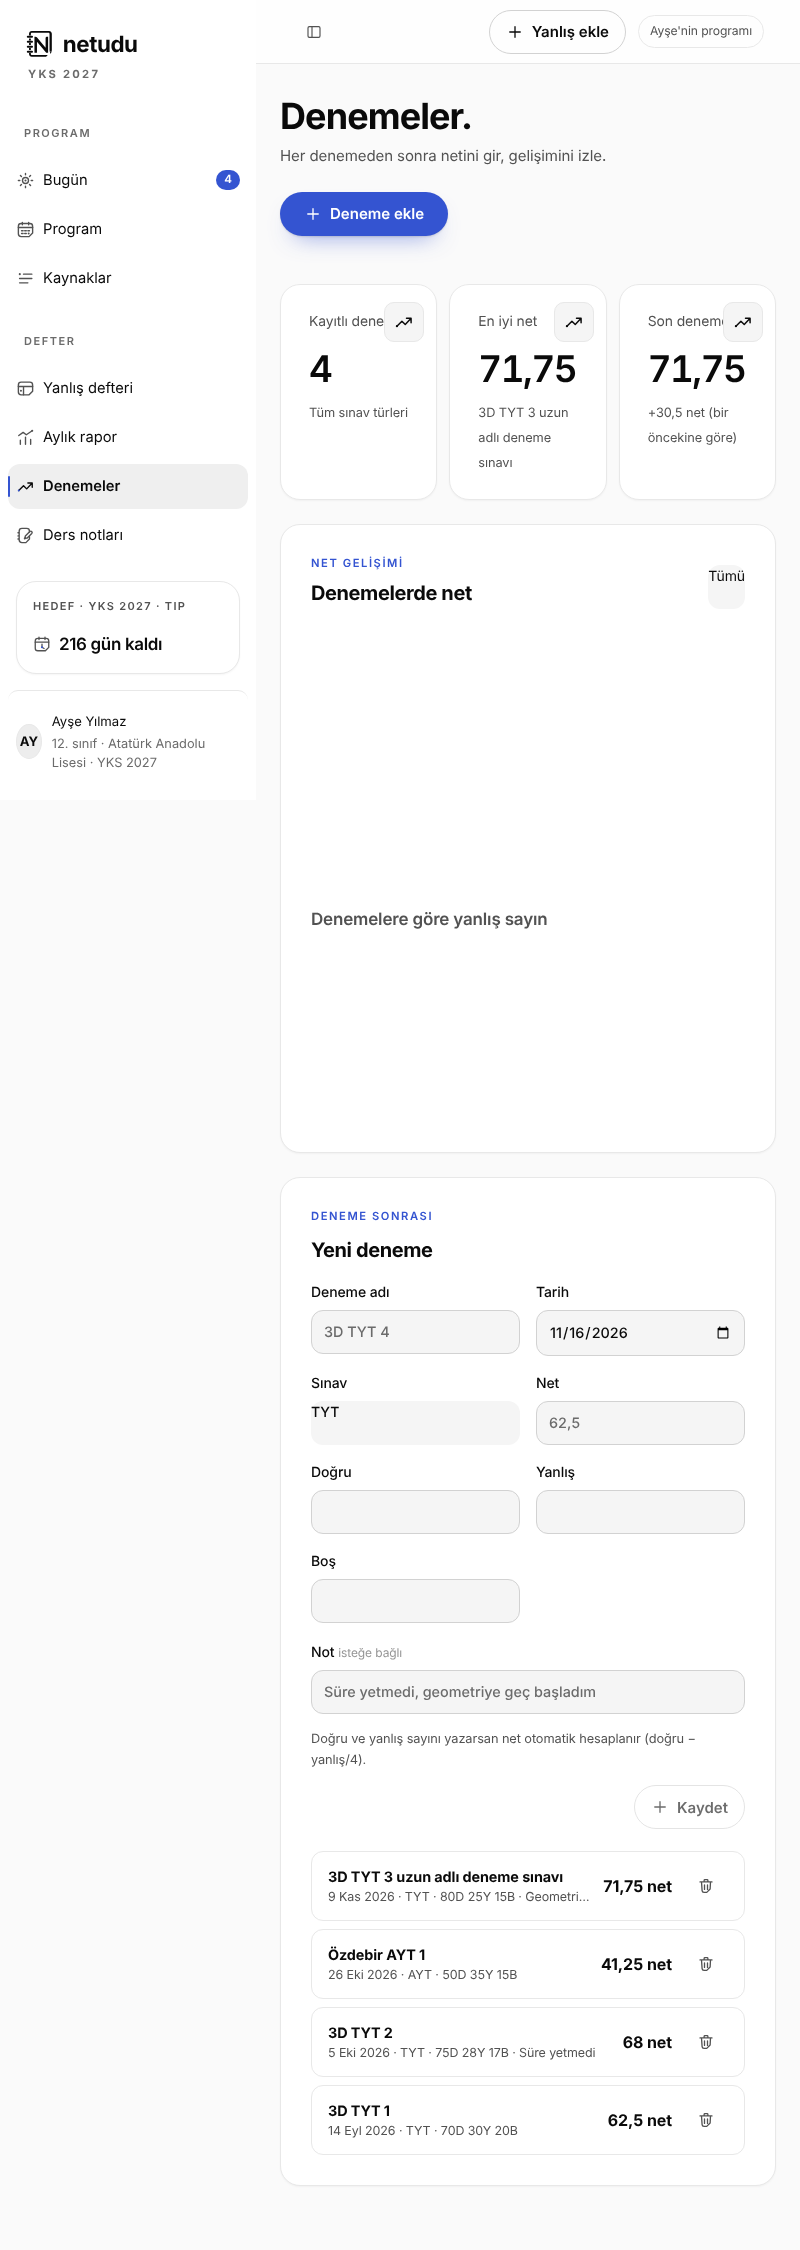 netudu
YKS 2027
PROGRAM
Bugün 4
Program
Kaynaklar
DEFTER
Yanlış defteri
Aylık rapor
Denemeler
Ders notları
HEDEF · YKS 2027 · TIP
216 gün kaldı
AY
Ayşe Yılmaz
12. sınıf · Atatürk Anadolu
Lisesi · YKS 2027
Yanlış ekle
Ayşe'nin programı
Denemeler.
Her denemeden sonra netini gir, gelişimini izle.
Deneme ekle
Kayıtlı dene
4
Tüm sınav türleri
En iyi net
71,75
3D TYT 3 uzun
adlı deneme
sınavı
Son denem
71,75
+30,5 net (bir
öncekine göre)
NET GELİŞİMİ
Denemelerde net
Tümü
Denemelere göre yanlış sayın
DENEME SONRASI
Yeni deneme
Deneme adı
3D TYT 4
Tarih
11/16/2026
Sınav
TYT
Net
62,5
Doğru
Yanlış
Boş
Not isteğe bağlı
Süre yetmedi, geometriye geç başladım
Doğru ve yanlış sayını yazarsan net otomatik hesaplanır (doğru −
yanlış/4).
Kaydet
3D TYT 3 uzun adlı deneme sınavı
9 Kas 2026 · TYT · 80D 25Y 15B · Geometri...
71,75 net
Özdebir AYT 1
26 Eki 2026 · AYT · 50D 35Y 15B
41,25 net
3D TYT 2
5 Eki 2026 · TYT · 75D 28Y 17B · Süre yetmedi
68 net
3D TYT 1
14 Eyl 2026 · TYT · 70D 30Y 20B
62,5 net